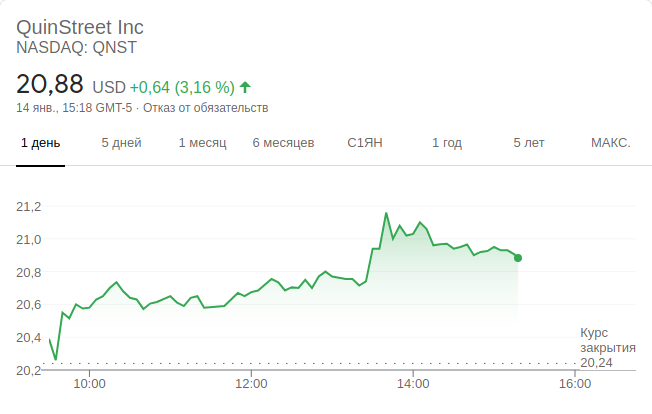 QuinStreet Inc
NASDAQ: QNST
20,88 USD +0,64 (3,16 %)
14 янв., 15:18 GMT-5 · Отказ от обязательств
1 день 5 дней 1 месяц 6 месяцев С1ЯН 1 год 5 лет МАКС.
21,2
21,0
20,8
20,6
20,4
20,2
Курс
закрытия
20,24
10:00 12:00 14:00 16:00